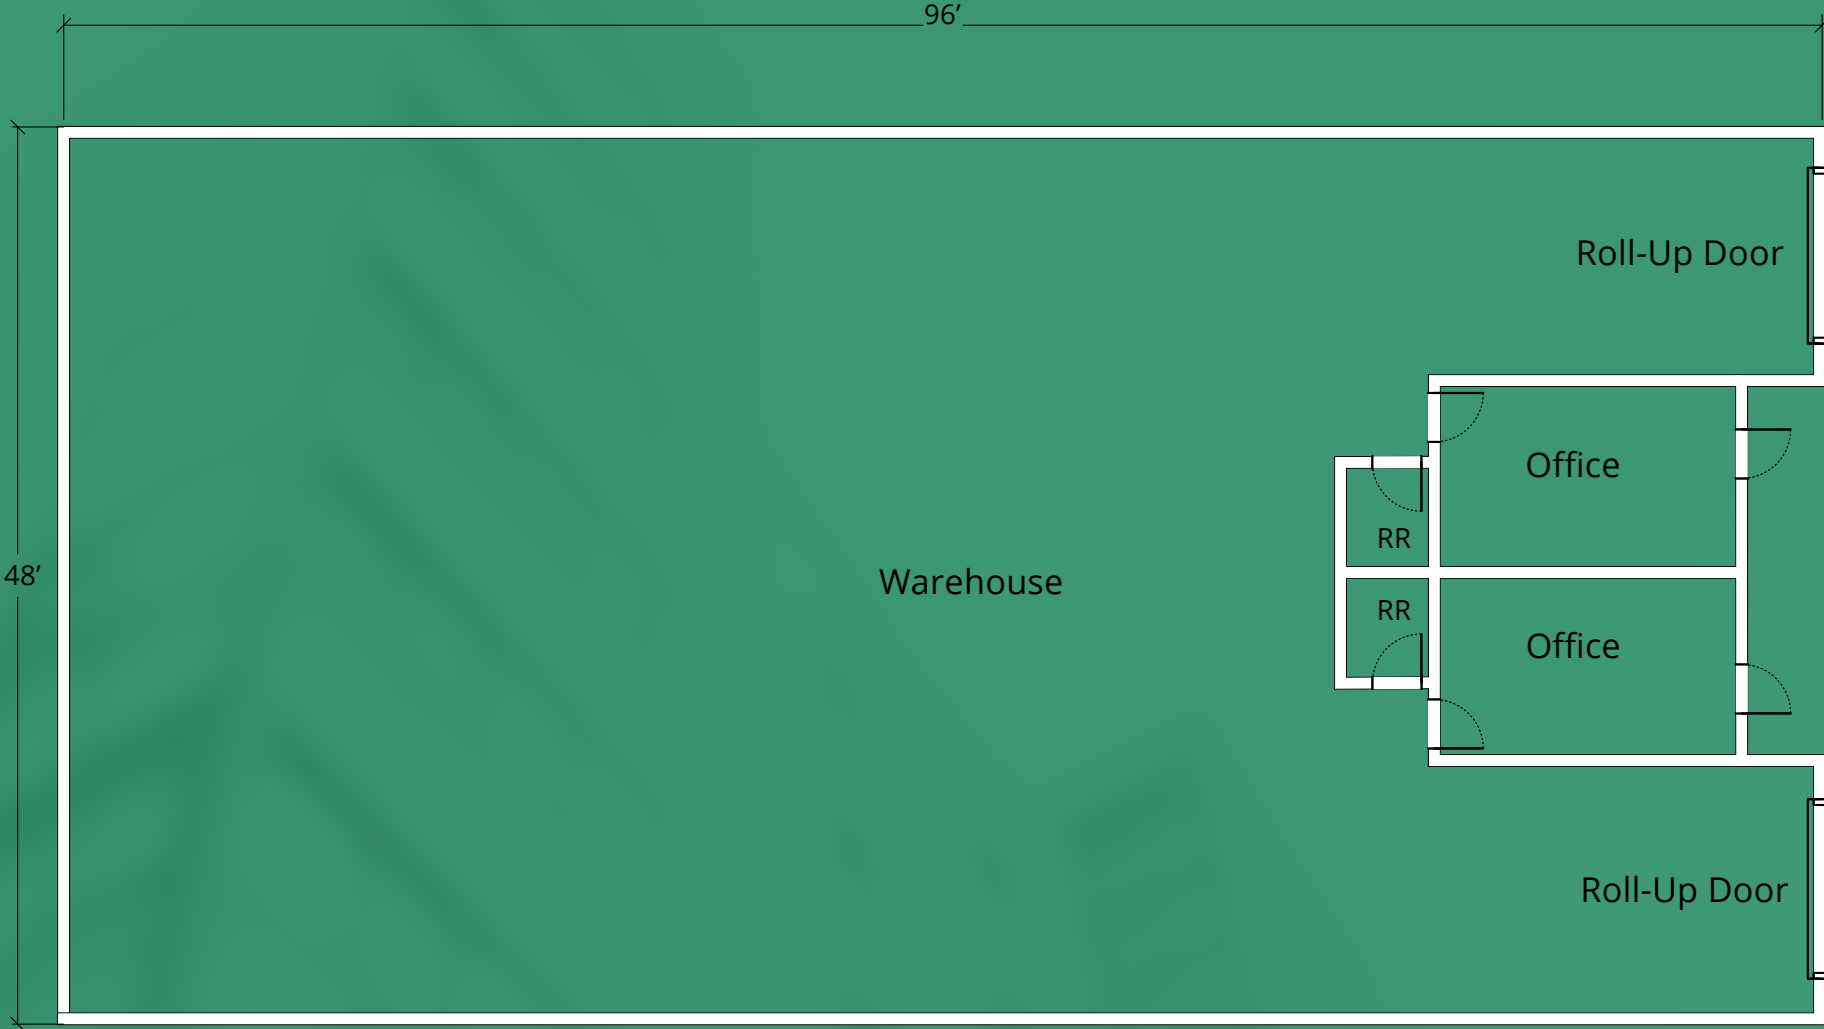 96’
Roll-Up Door
Office
RR
48’
Warehouse
RR
Office
Roll-Up Door